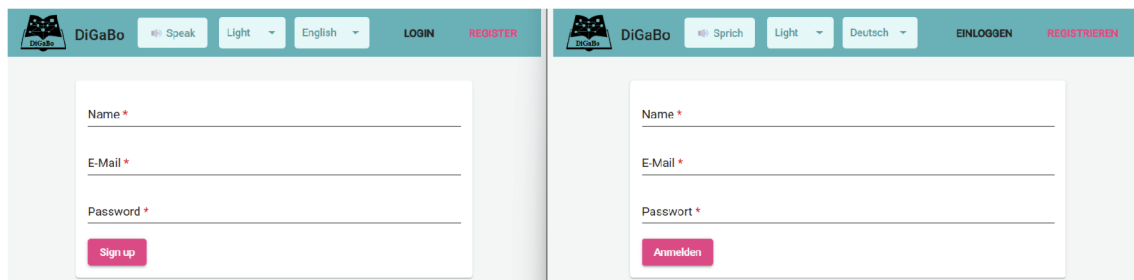 DiGaBo DiGaBo Speak Light English LOGIN REGISTER
Name *
E-Mail *
Password *
Sign up
DiGaBo DiGaBo Sprich Light Deutsch EINLOGGEN REGISTRIEREN
Name *
E-Mail *
Passwort *
Anmelden